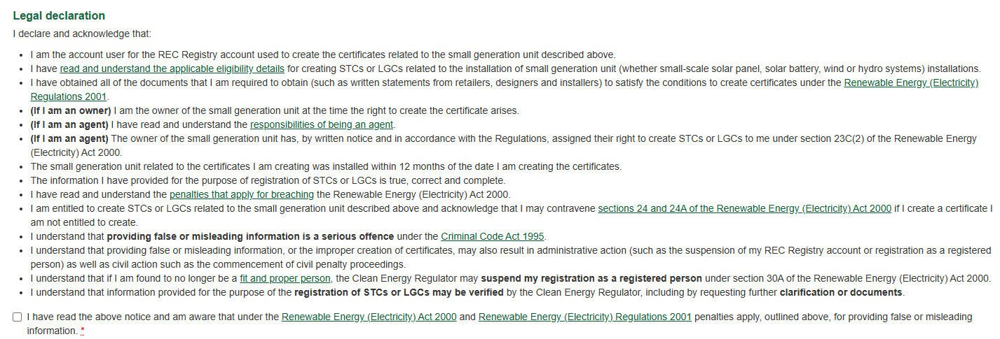 Legal declaration
I declare and acknowledge that:
• I am the account user for the REC Registry account used to create the certificates related to the small generation unit described above.
• I have read and understand the applicable eligibility details for creating STCs or LGCs related to the installation of small generation unit (whether small-scale solar panel, solar battery, wind or hydro systems) installations.
• I have obtained all of the documents that I am required to obtain (such as written statements from retailers, designers and installers) to satisfy the conditions to create certificates under the Renewable Energy (Electricity)
Regulations 2001.
• (If I am an owner) I am the owner of the small generation unit at the time the right to create the certificate arises.
• (If I am an agent) I have read and understand the responsibilities of being an agent.
• (If I am an agent) The owner of the small generation unit has, by written notice and in accordance with the Regulations, assigned their right to create STCs or LGCs to me under section 23C(2) of the Renewable Energy
(Electricity) Act 2000.
• The small generation unit related to the certificates I am creating was installed within 12 months of the date I am creating the certificates.
• The information I have provided for the purpose of registration of STCs or LGCs is true, correct and complete.
• I have read and understand the penalties that apply for breaching the Renewable Energy (Electricity) Act 2000.
• I am entitled to create STCs or LGCs related to the small generation unit described above and acknowledge that I may contravene sections 24 and 24A of the Renewable Energy (Electricity) Act 2000 if I create a certificate I
am not entitled to create.
• I understand that providing false or misleading information is a serious offence under the Criminal Code Act 1995.
• I understand that providing false or misleading information, or the improper creation of certificates, may also result in administrative action (such as the suspension of my REC Registry account or registration as a registered
person) as well as civil action such as the commencement of civil penalty proceedings.
• I understand that if I am found to no longer be a fit and proper person, the Clean Energy Regulator may suspend my registration as a registered person under section 30A of the Renewable Energy (Electricity) Act 2000.
• I understand that information provided for the purpose of the registration of STCs or LGCs may be verified by the Clean Energy Regulator, including by requesting further clarification or documents.
I have read the above notice and am aware that under the Renewable Energy (Electricity) Act 2000 and Renewable Energy (Electricity) Regulations 2001 penalties apply, outlined above, for providing false or misleading
information. *